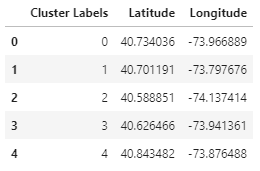 Cluster Labels Latitude Longitude
0 0 40.734036 -73.966889
1 1 40.701191 -73.797676
2 2 40.588851 -74.137414
3 3 40.626466 -73.941361
4 4 40.843482 -73.876488